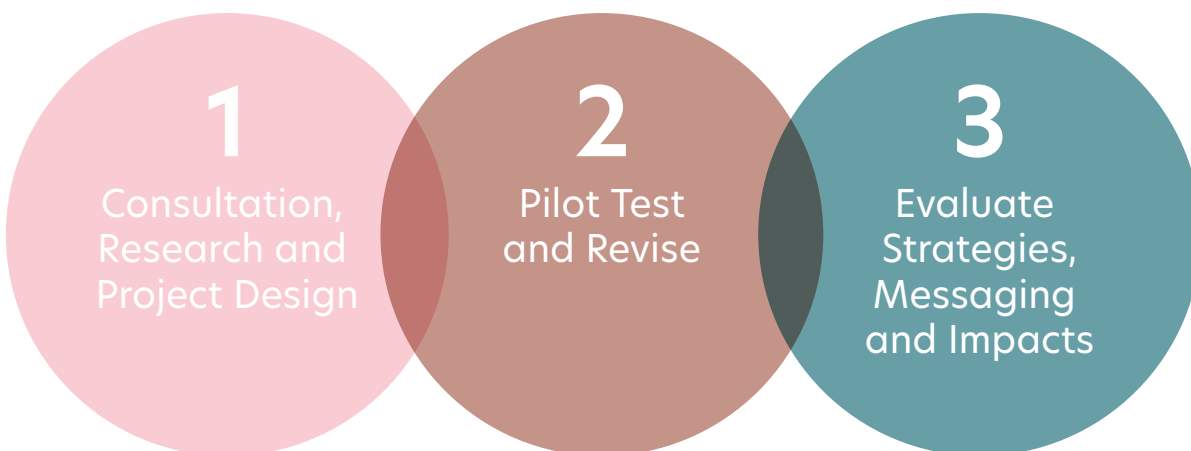 1
Consultation,
Research and
Project Design
2
Pilot Test
and Revise
3
Evaluate
Strategies,
Messaging
and Impacts